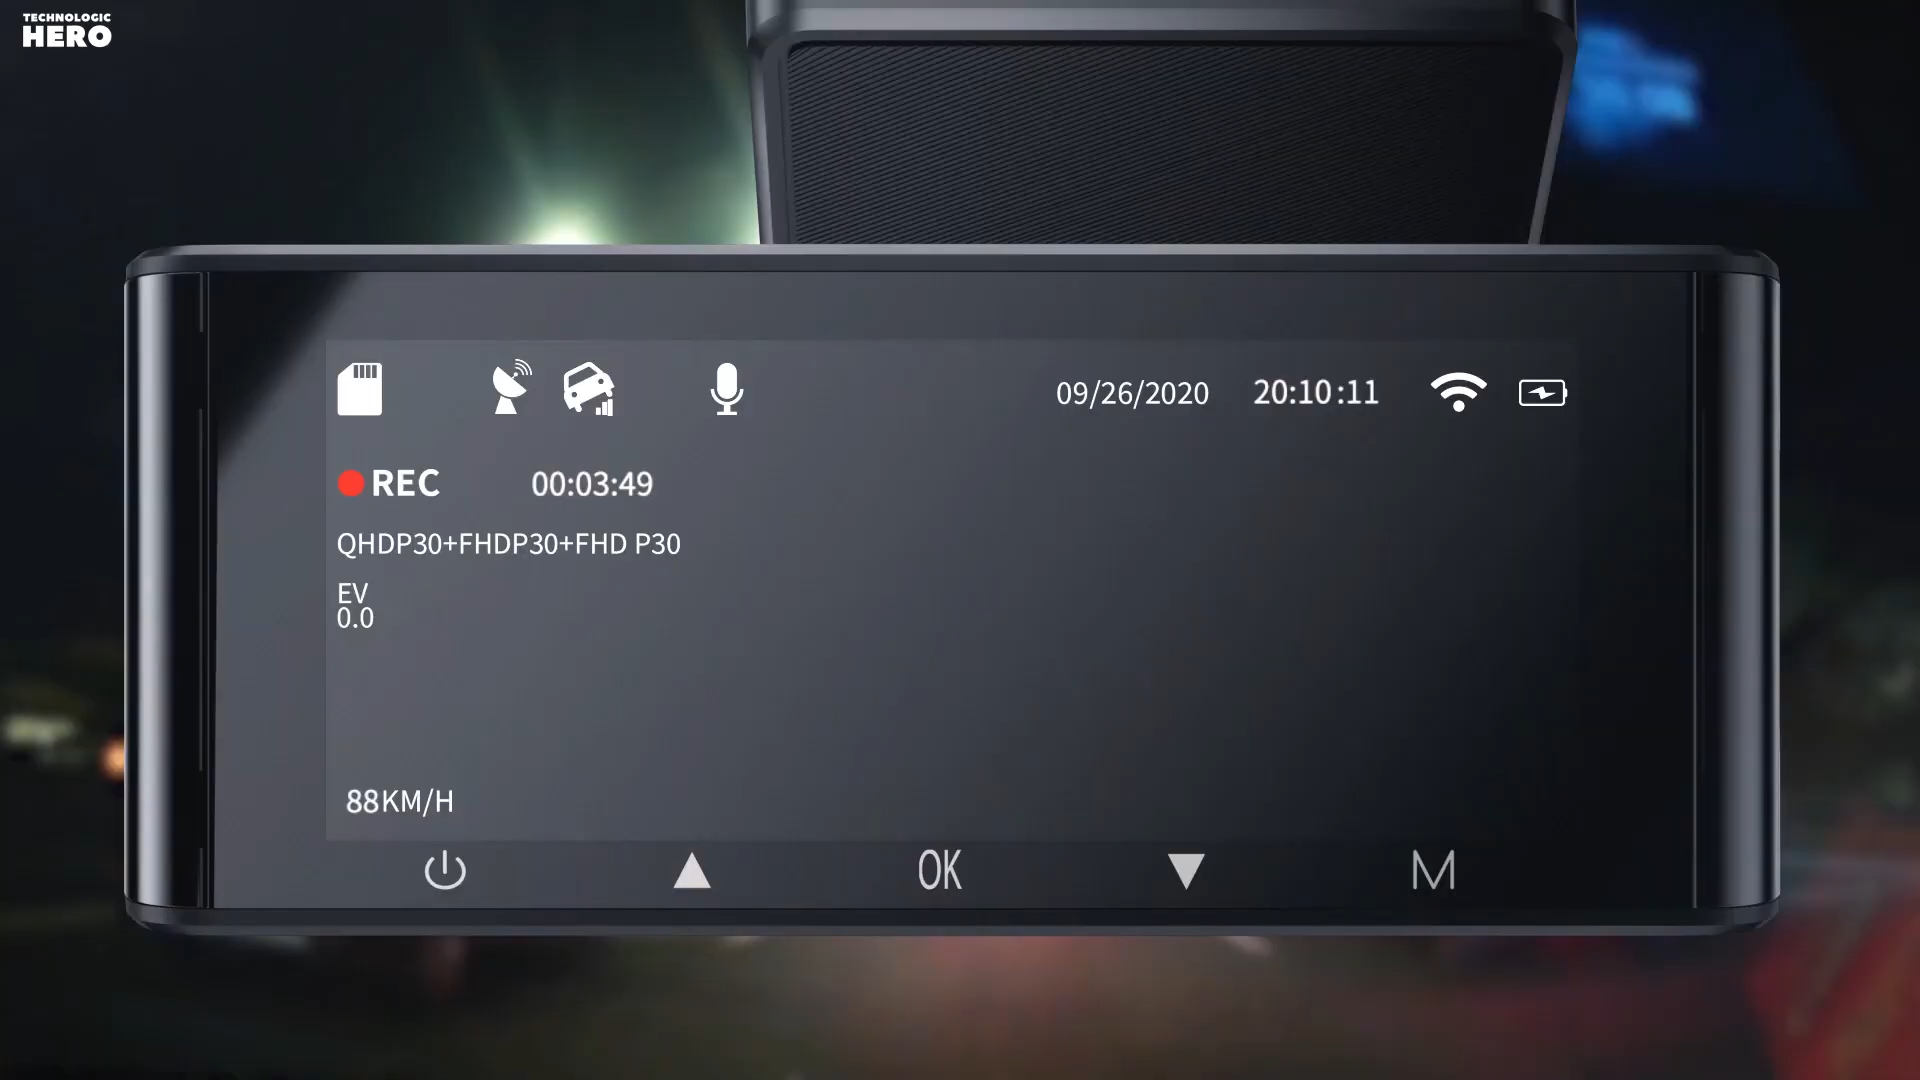 TECHNOLOGIC
HERO
09/26/2020 20:10:11
REC 00:03:49
QHDP30+FHDP30+FHD P30
EV
0.0
88KM/H
OK M